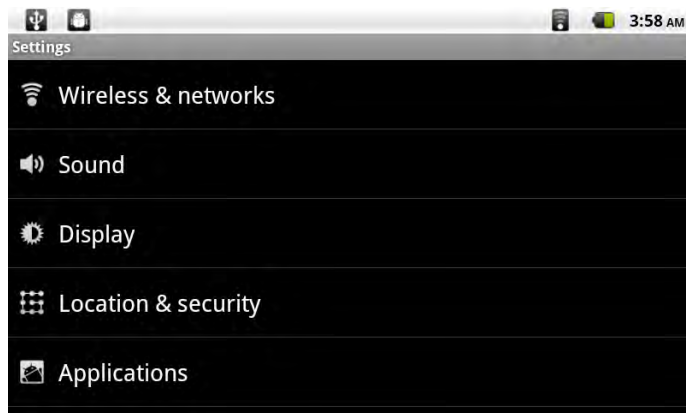 3:58 AM
Settings
Wireless & networks
Sound
Display
Location & security
Applications